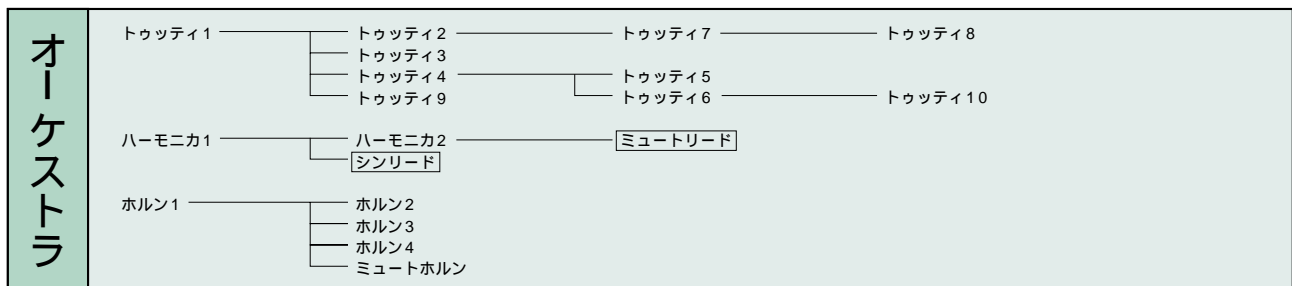 オーケストラ
トゥッティ1 トゥッティ2 トゥッティ7 トゥッティ8
トゥッティ3
トゥッティ4 トゥッティ5
トゥッティ9 トゥッティ6 トゥッティ10
ハーモニカ1 ハーモニカ2 ミュートリード
シンリード
ホルン1 ホルン2
ホルン3
ホルン4
ミュートホルン